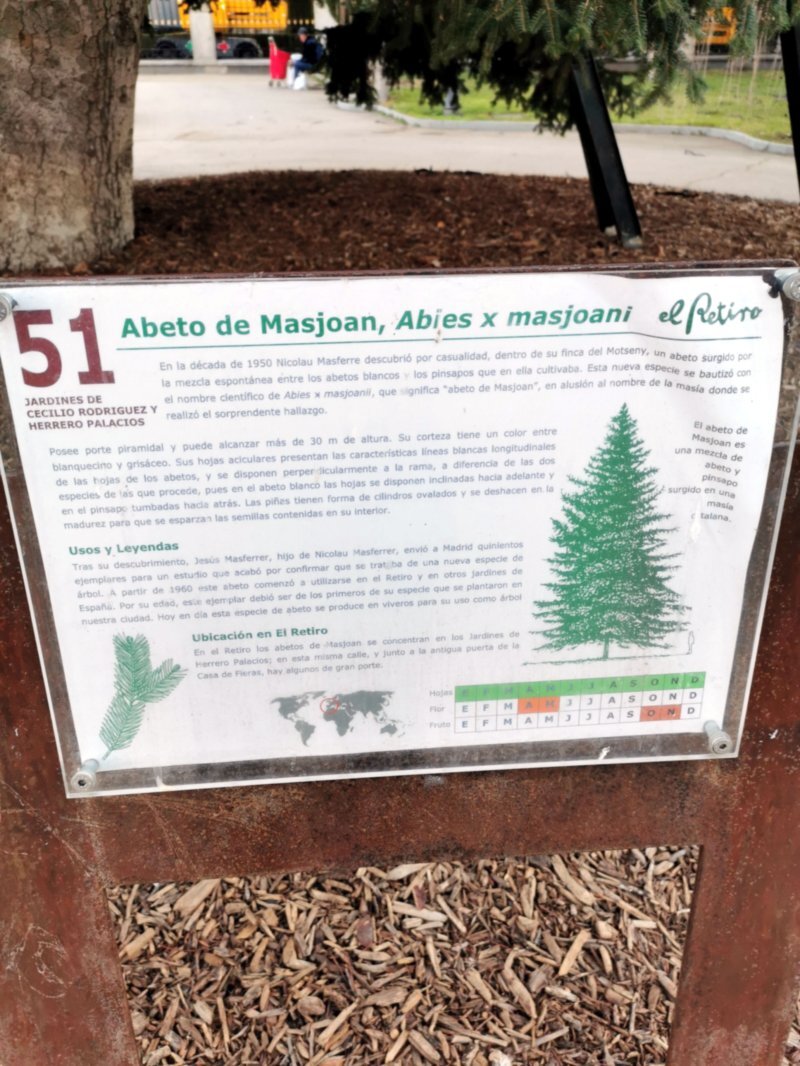 51
Abeto de Masjoan, Abies x masjoani
el Retiro
JARDINES DE
CECILIO RODRIGUEZ Y
HERRERO PALACIOS
En la década de 1950 Nicolau Masferre descubrió por casualidad, dentro de su finca del Motseny, un abeto surgido por
la mezcla espontánea entre los abetos blancos y los pinsapos que en ella cultivaba. Esta nueva especie se bautizó con
el nombre científico de Abies x masjoanii, que significa "abeto de Masjoan", en alusión al nombre de la masía donde se
realizó el sorprendente hallazgo.
Posee porte piramidal y puede alcanzar más de 30 m de altura. Su corteza tiene un color entre
blanquecino y grisáceo. Sus hojas aciculares presentan las características líneas blancas longitudinales
de las hojas de los abetos, y se disponen perpendicularmente a la rama, a diferencia de las dos
especies de las que procede, pues en el abeto blanco las hojas se disponen inclinadas hacia adelante y
en el pinsapo tumbadas hacia atrás. Las piñas tienen forma de cilindros ovalados y se deshacen en la
madurez para que se esparzan las semillas contenidas en su interior.
El abeto de
Masjoan es
una mezcla de
abeto y
pinsapo
surgido en una
masía
talana.
Usos y Leyendas
Tras su descubrimiento, Jesús Masferrer, hijo de Nicolau Masferrer, envió a Madrid quinientos
ejemplares para un estudio que acabó por confirmar que se trataba de una nueva especie de
árbol. A partir de 1960 este abeto comenzó a utilizarse en el Retiro y en otros jardines de
España. Por su edad, este ejemplar debió ser de los primeros de su especie que se plantaron en
nuestra ciudad. Hoy en día esta especie de abeto se produce en viveros para su uso como árbol
Ubicación en El Retiro
En el Retiro los abetos de Masjoan se concentran en los Jardines de
Herrero Palacios; en esta misma calle, y junto a la antigua puerta de la
Casa de Fieras, hay algunos de gran porte.
Hojas E F M A M J J A S O N D
Flor E F M A M J J A S O N D
Fruto E F M A M J J A S O N D